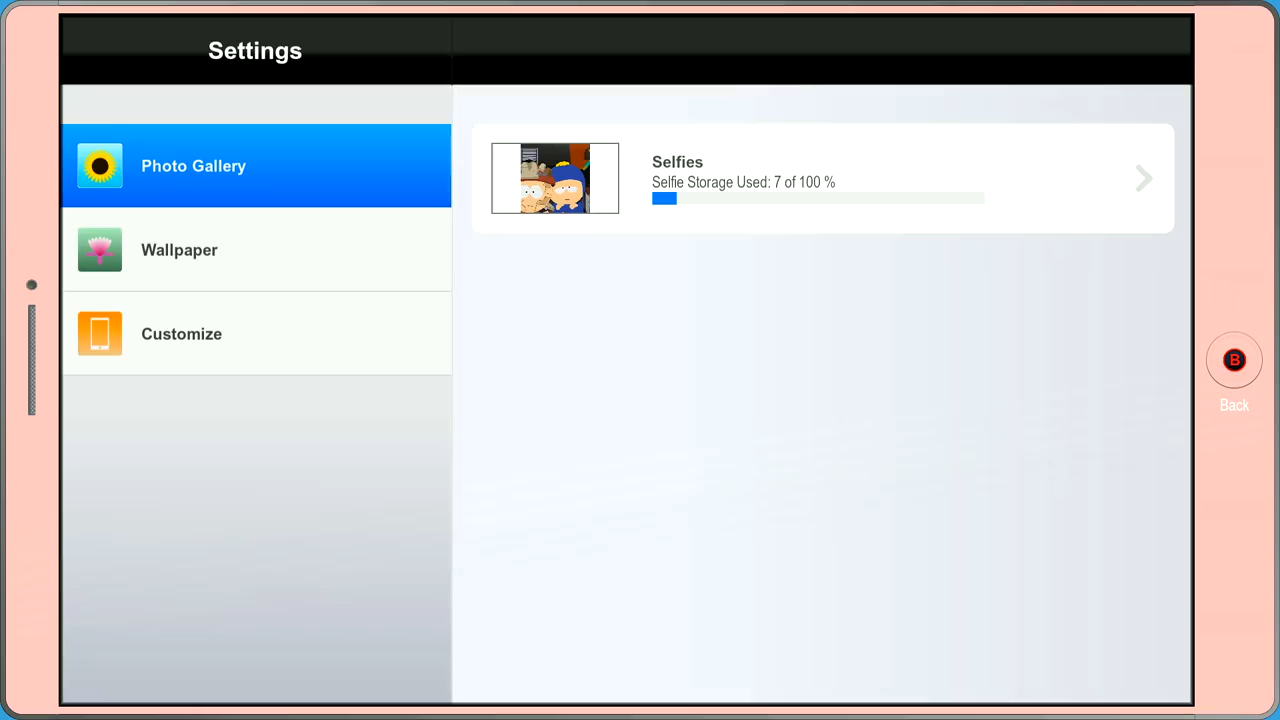 Settings
Photo Gallery
Wallpaper
Customize
Selfies
Selfie Storage Used: 7 of 100 %
B
Back